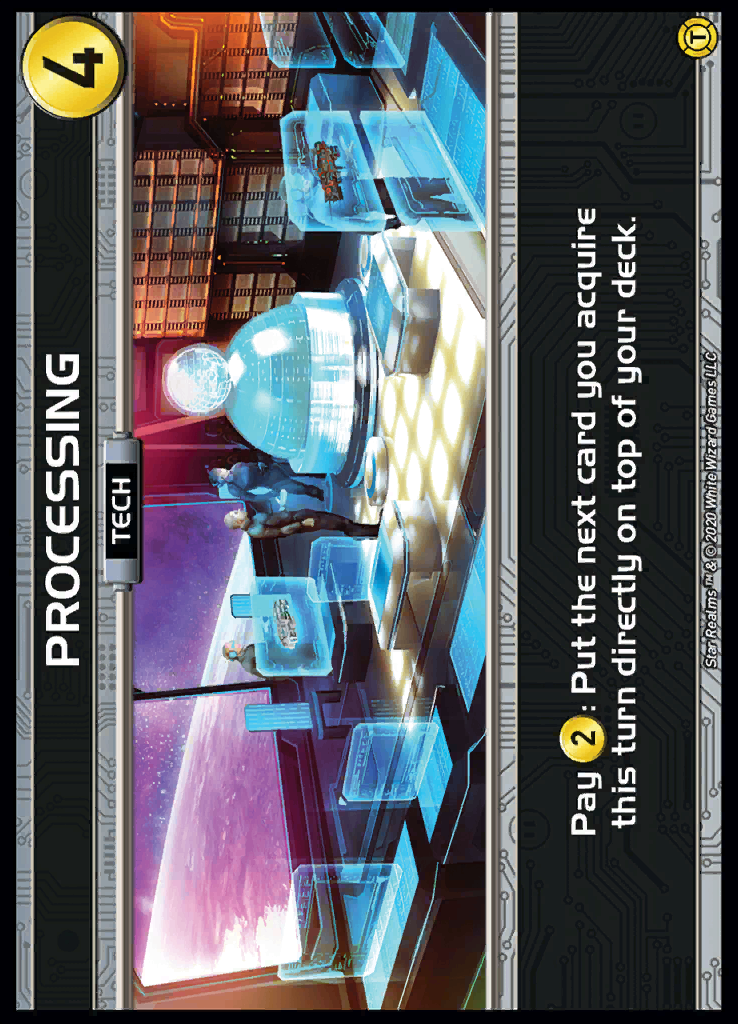 PROCESSING
4
TECH
Pay 2: Put the next card you acquire
this turn directly on top of your deck.
Star Realms™ & © 2020 White Wizard Games LLC
T